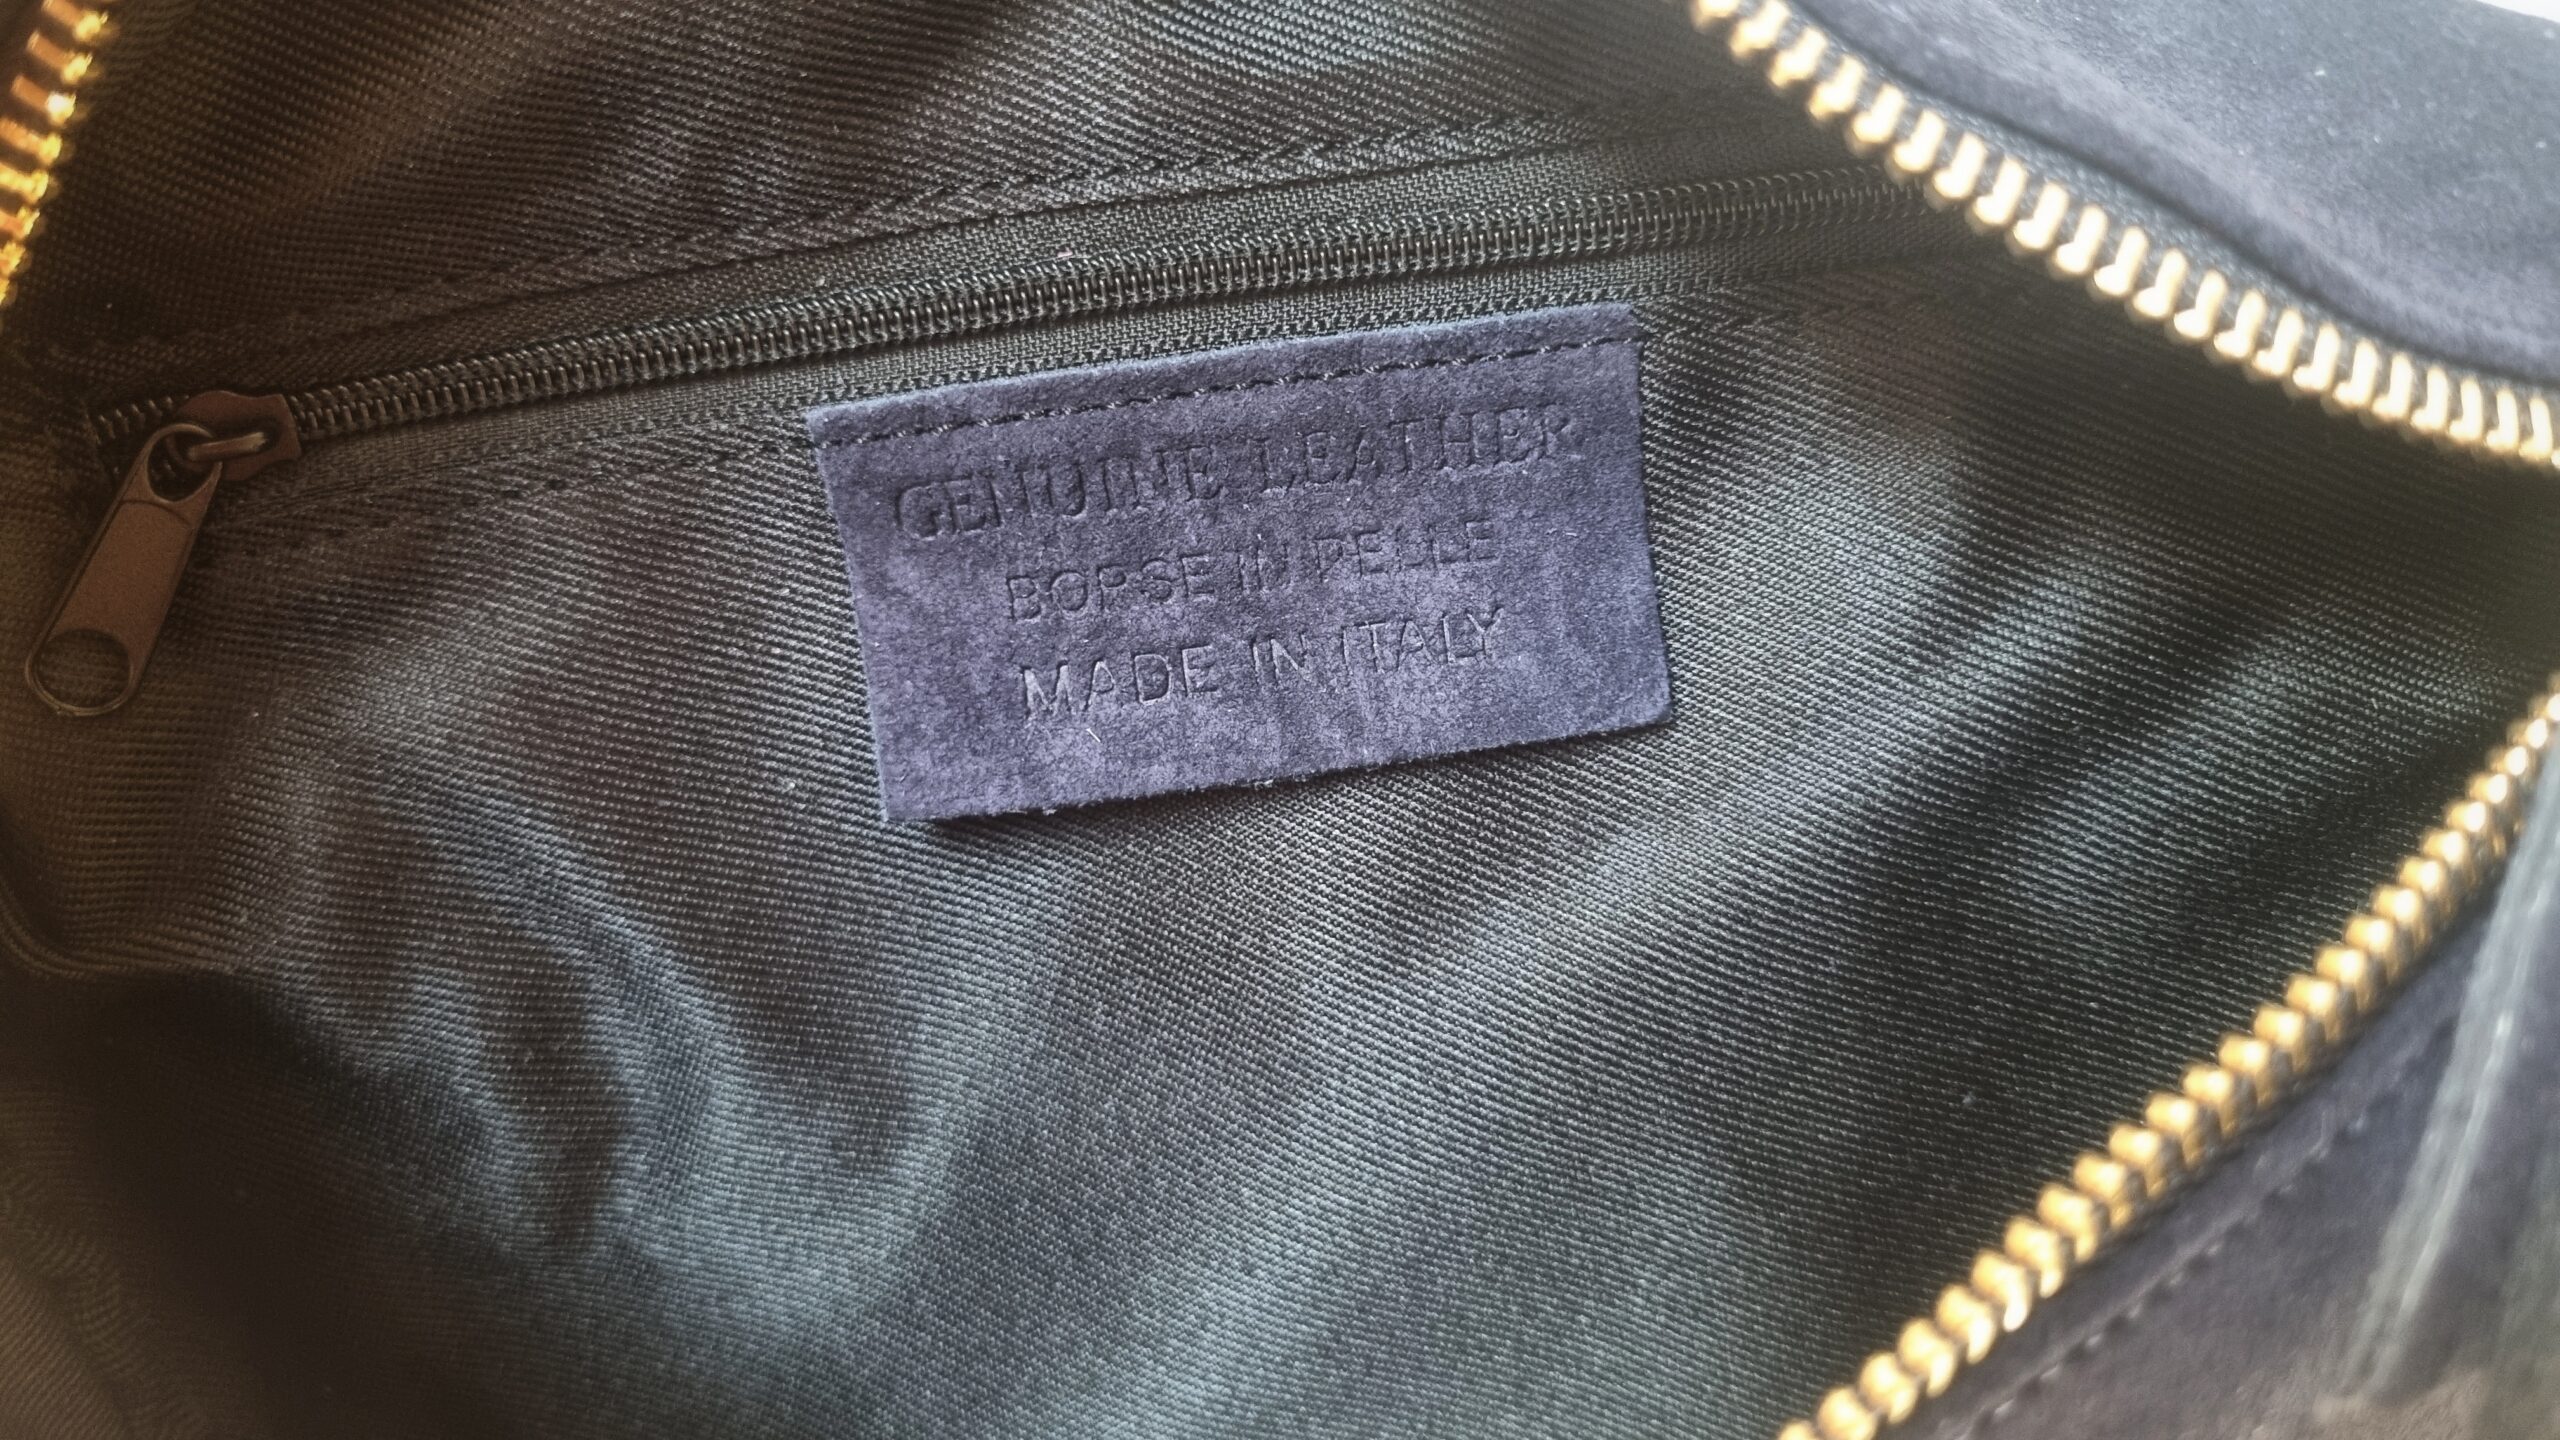 GENUINE LEATHER
BORSE IN PELLE
MADE IN ITALY